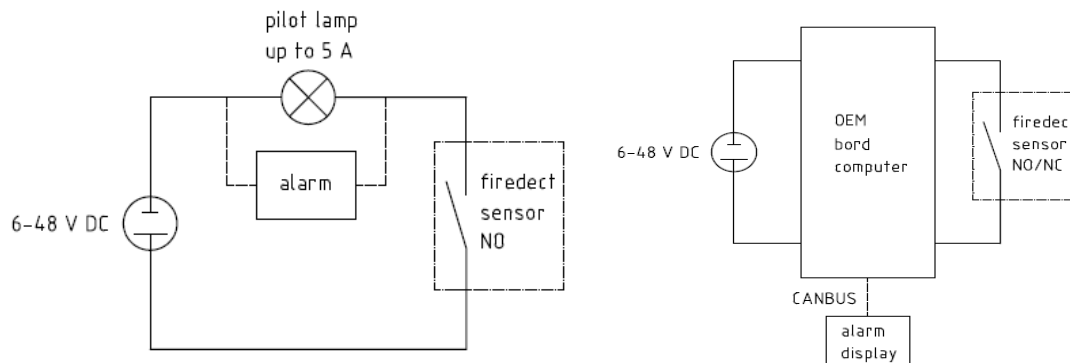 pilot lamp
up to 5 A
alarm
6-48 V DC
firedect
sensor
NO
6-48 V DC
OEM
bord
computer
firedec
sensor
NO/NC
CANBUS
alarm
display